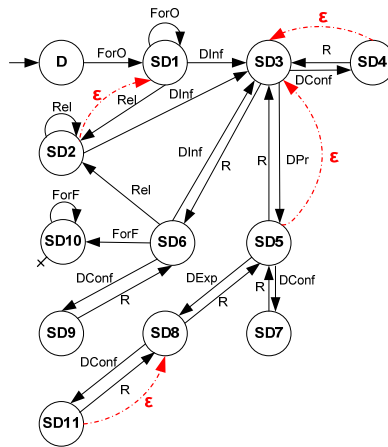 ForO
ForO
DInf
ε
R
D
SD1
SD3
SD4
DConf
Rel
ε
Rel
DInf
SD2
ε
DInf
R
R
DPr
Rel
ForF
ForF
SD10
SD6
SD5
DConf
R
DExp
R
R
DConf
SD9
SD8
SD7
DConf
R
ε
SD11